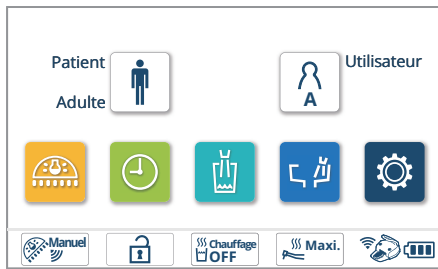 Patient
Utilisateur
Adulte
A
Manuel
Chauffage
OFF
Maxi.